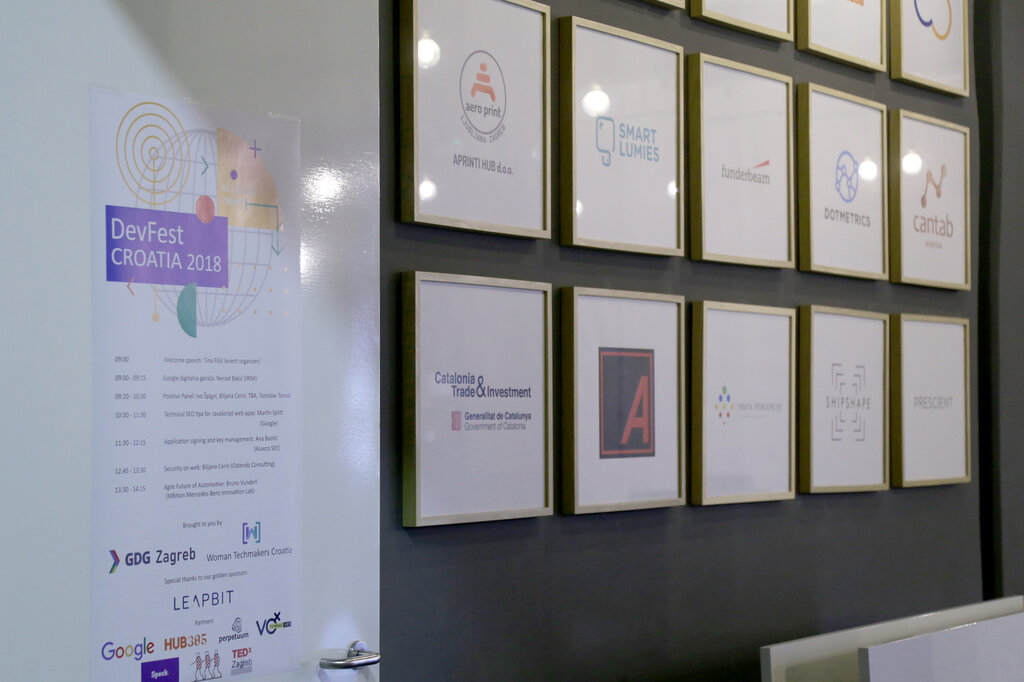 DevFest
CROATIA 2018
09:00 Welcome speech: Tina Fišić (event organizer)
09:00 - 09:15 Google digitalna garaža: Nenad Bakić (IRIM)
09:20 - 10:30 Positive Panel: Ivo Špigel, Biljana Cerin, TBA, Tomislav
10:30 - 11:30 Technical SEO tips for JavaScript web apps: Martin Splitt
(Google)
11:30 - 12:15 Application signing and key management: Ana Baotić
(Asseco SEE)
12:45 - 13:30 Security on web: Biljana Cerin (Ostendo Consulting)
13:30 - 14:15 Agile Future of Automotive: Bruno Vunderl
(MBition Mercedes-Benz Innovation Lab)
Brought to you by
GDG Zagreb
Woman Techmakers Croatia
Special thanks to our golden sponsors
LEAPBIT
Partners
Google
HUB385
perpetuum
Speck
TEDx
Zagreb
aero print
LJUBLJANA ZAGREB
APRINTI HUB d.o.o.
SMART
LUMIES
funderbeam
DOTMETRICS
cantab
analytica
Catalonia
Trade & Investment
Generalitat de Catalunya
Government of Catalonia
A
ERATA PERCEPTER
SHIPSHAPE
PRESCIENT